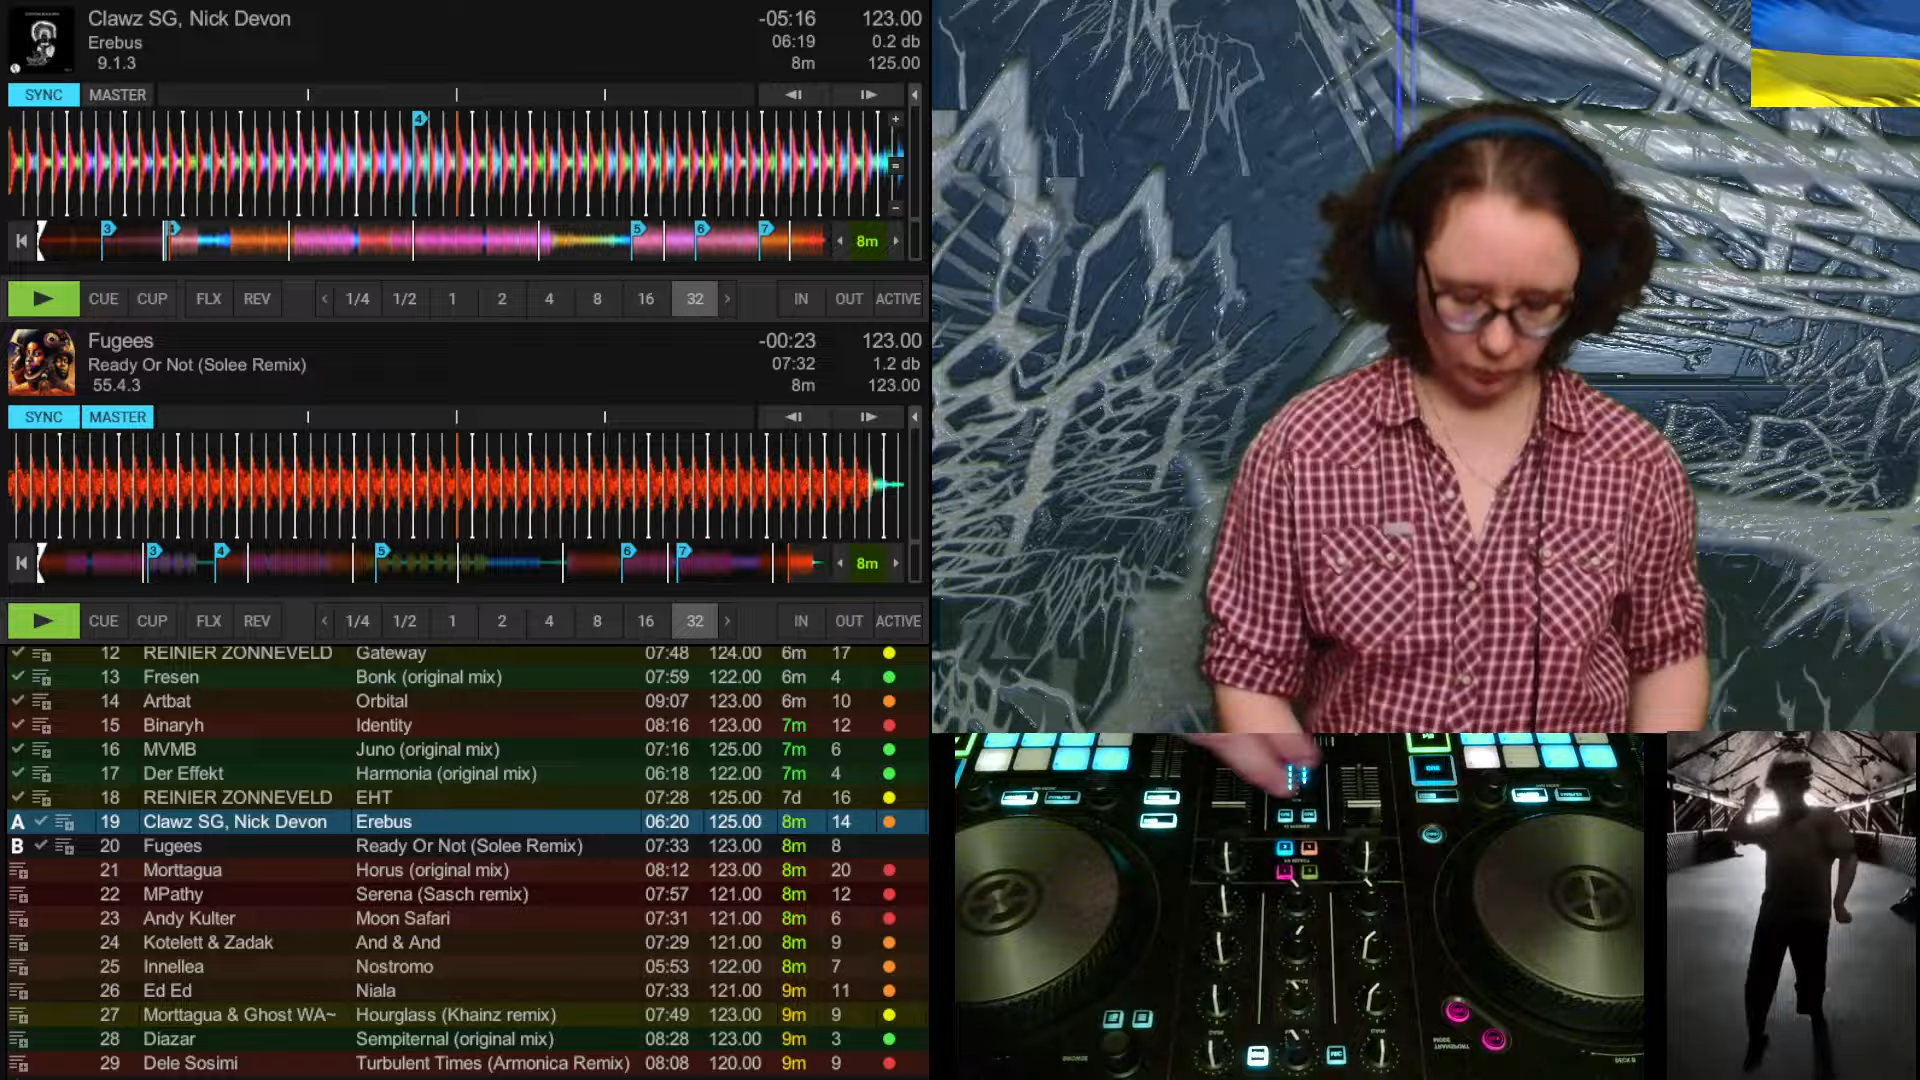 Clawz SG, Nick Devon -05:16 123.00
Erebus 06:19 0.2 db
9.1.3 8m 125.00
SYNC MASTER
4
3 4 5 6 7 8m
CUE CUP FLX REV 1/4 1/2 1 2 4 8 16 32 IN OUT ACTIVE
Fugees -00:23 123.00
Ready Or Not (Solee Remix) 07:32 1.2 db
55.4.3 8m 123.00
SYNC MASTER
3 4 5 6 7 8m
CUE CUP FLX REV 1/4 1/2 1 2 4 8 16 32 IN OUT ACTIVE
12 REINIER ZONNEVELD Gateway 07:48 124.00 6m 17
13 Fresen Bonk (original mix) 07:59 122.00 6m 4
14 Artbat Orbital 09:07 123.00 6m 10
15 Binaryh Identity 08:16 123.00 7m 12
16 MVMB Juno (original mix) 07:16 125.00 7m 6
17 Der Effekt Harmonia (original mix) 06:18 122.00 7m 4
18 REINIER ZONNEVELD EHT 07:28 125.00 7d 16
A 19 Clawz SG, Nick Devon Erebus 06:20 125.00 8m 14
B 20 Fugees Ready Or Not (Solee Remix) 07:33 123.00 8m 8
21 Morttagua Horus (original mix) 08:12 123.00 8m 20
22 MPathy Serena (Sasch remix) 07:57 121.00 8m 12
23 Andy Kulter Moon Safari 07:31 121.00 8m 6
24 Kotelett & Zadak And & And 07:29 121.00 8m 9
25 Innellea Nostromo 05:53 122.00 8m 7
26 Ed Ed Niala 07:33 121.00 9m 11
27 Morttagua & Ghost WA~ Hourglass (Khainz remix) 07:49 123.00 9m 9
28 Diazar Sempiternal (original mix) 08:28 123.00 9m 3
29 Dele Sosimi Turbulent Times (Armonica Remix) 08:08 120.00 9m 9